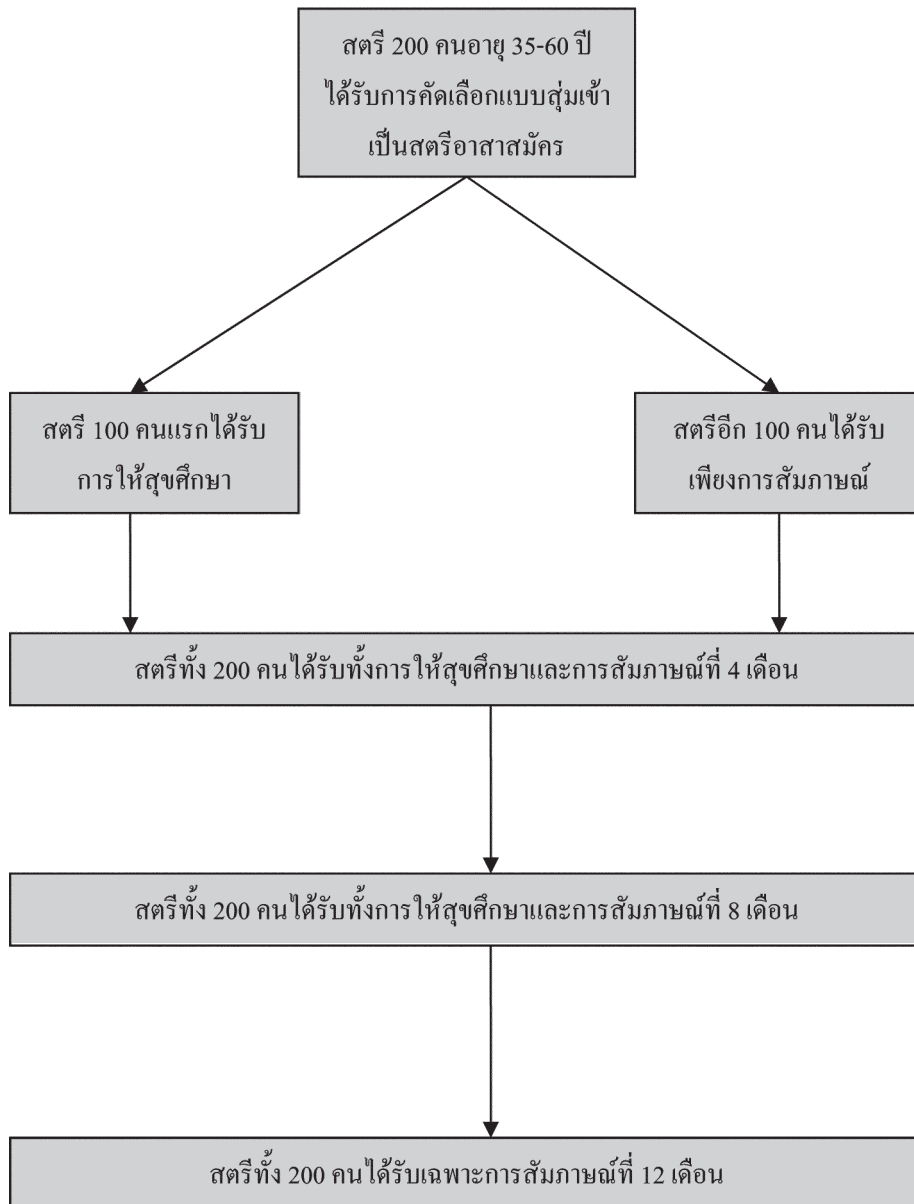 สตรี 200 คนอายุ 35-60 ปี
ได้รับการคัดเลือกแบบสุ่มเข้า
เป็นสตรีอาสาสมัคร
สตรี 100 คนแรกได้รับ
การให้สุขศึกษา
สตรีอีก 100 คนได้รับ
เพียงการสัมภาษณ์
สตรีทั้ง 200 คนได้รับทั้งการให้สุขศึกษาและการสัมภาษณ์ที่ 4 เดือน
สตรีทั้ง 200 คนได้รับทั้งการให้สุขศึกษาและการสัมภาษณ์ที่ 8 เดือน
สตรีทั้ง 200 คนได้รับเฉพาะการสัมภาษณ์ที่ 12 เดือน